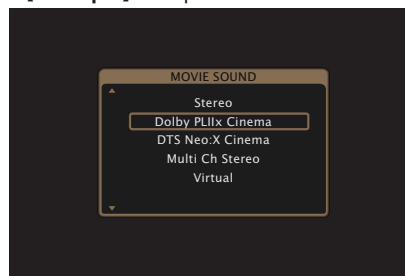 MOVIE SOUND
Stereo
Dolby PLIIx Cinema
DTS Neo:X Cinema
Multi Ch Stereo
Virtual